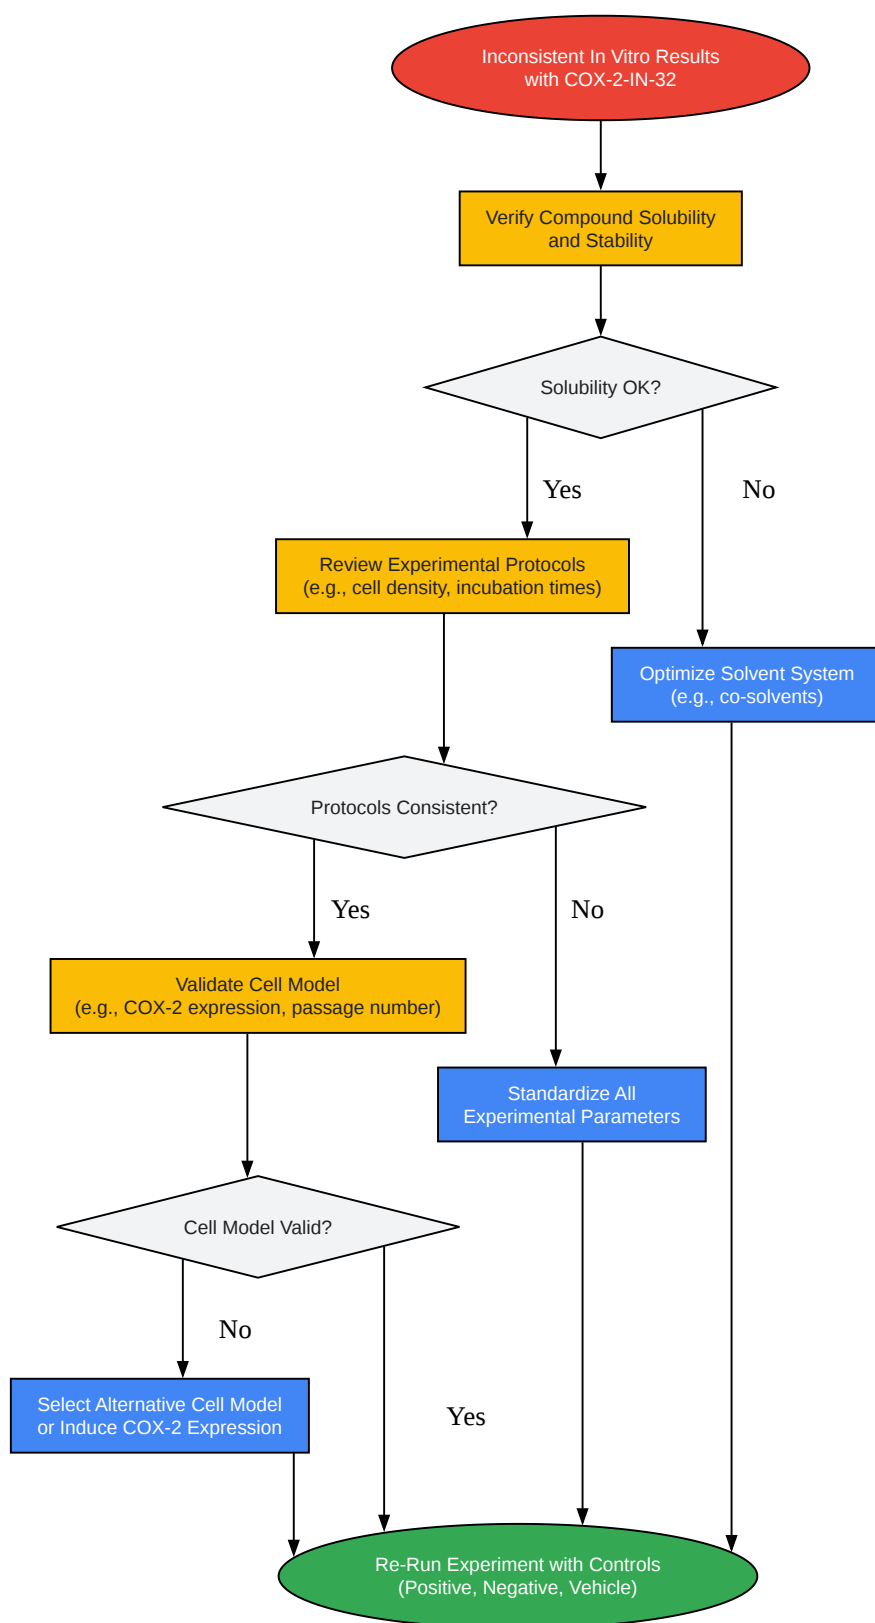 Inconsistent In Vitro Results
with COX-2-IN-32
Verify Compound Solubility
and Stability
Solubility OK?
Yes
No
Review Experimental Protocols
(e.g., cell density, incubation times)
Optimize Solvent System
(e.g., co-solvents)
Protocols Consistent?
Yes
No
Validate Cell Model
(e.g., COX-2 expression, passage number)
Standardize All
Experimental Parameters
Cell Model Valid?
No
Select Alternative Cell Model
or Induce COX-2 Expression
Yes
Re-Run Experiment with Controls
(Positive, Negative, Vehicle)